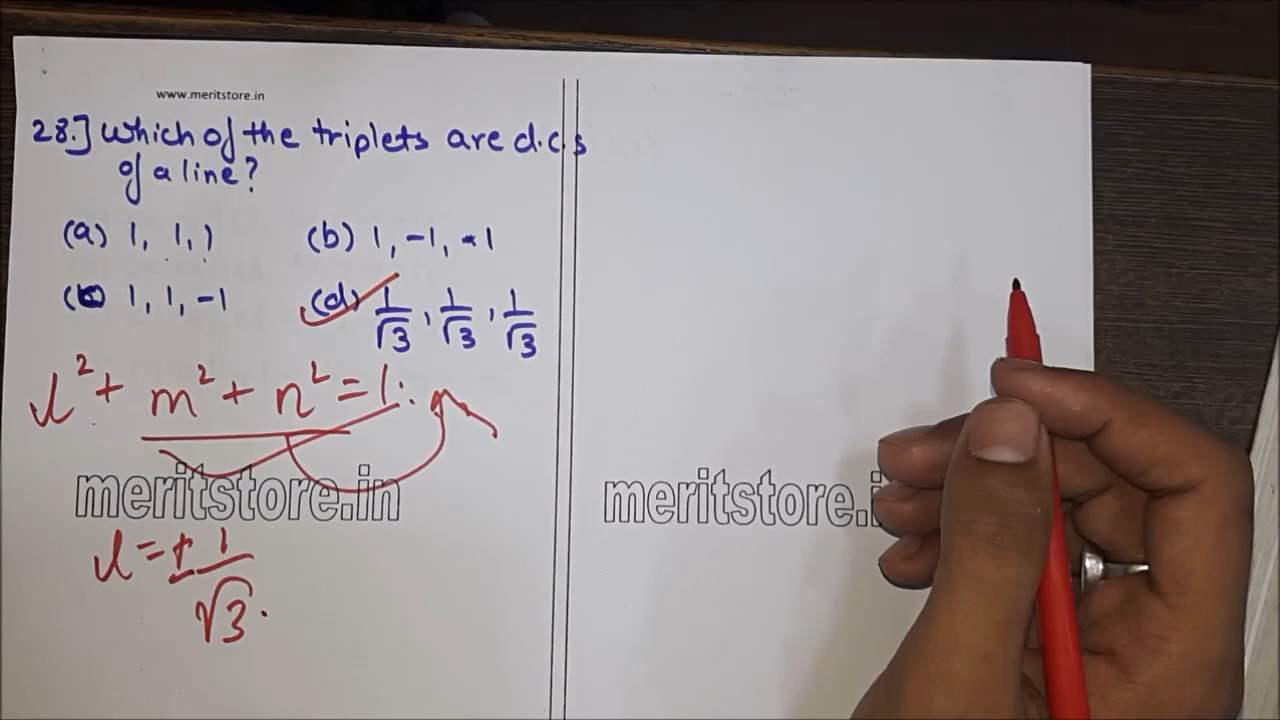 www.meritstore.in
28.] Which of the triplets are d.c.s
of a line?
(a) 1, 1, 1 (b) 1, -1, -1
(c) 1, 1, -1 (d) 1/√3, 1/√3, 1/√3
l² + m² + n² = 1.
meritstore.in meritstore.in
l = ± 1/√3.